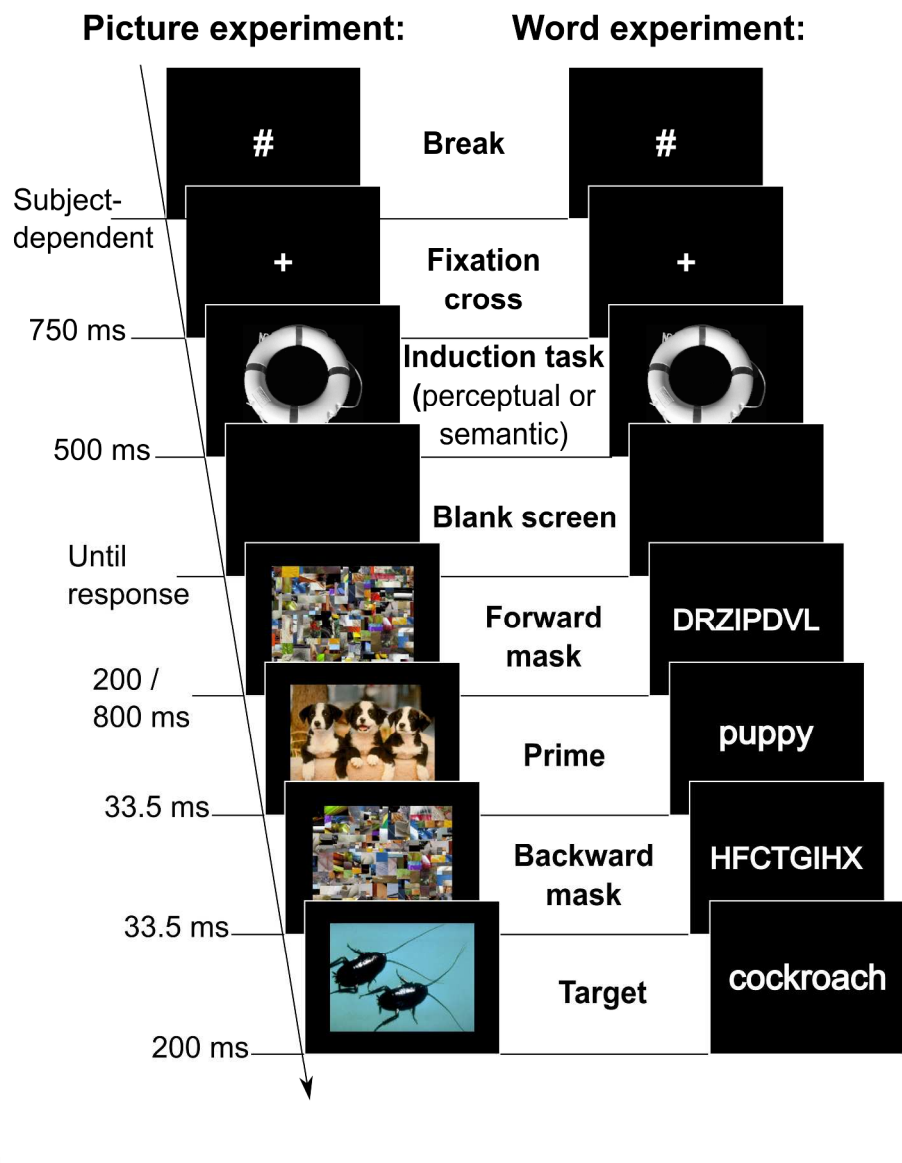 Picture experiment: Word experiment:
# Break #
Subject-
dependent
+ Fixation +
cross
750 ms
Induction task
(perceptual or
semantic)
500 ms
Blank screen
Until
response
Forward DRZIPDVL
mask
200 /
800 ms
puppy
Prime
33.5 ms
Backward HFCTGIHX
mask
33.5 ms
cockroach
Target
200 ms